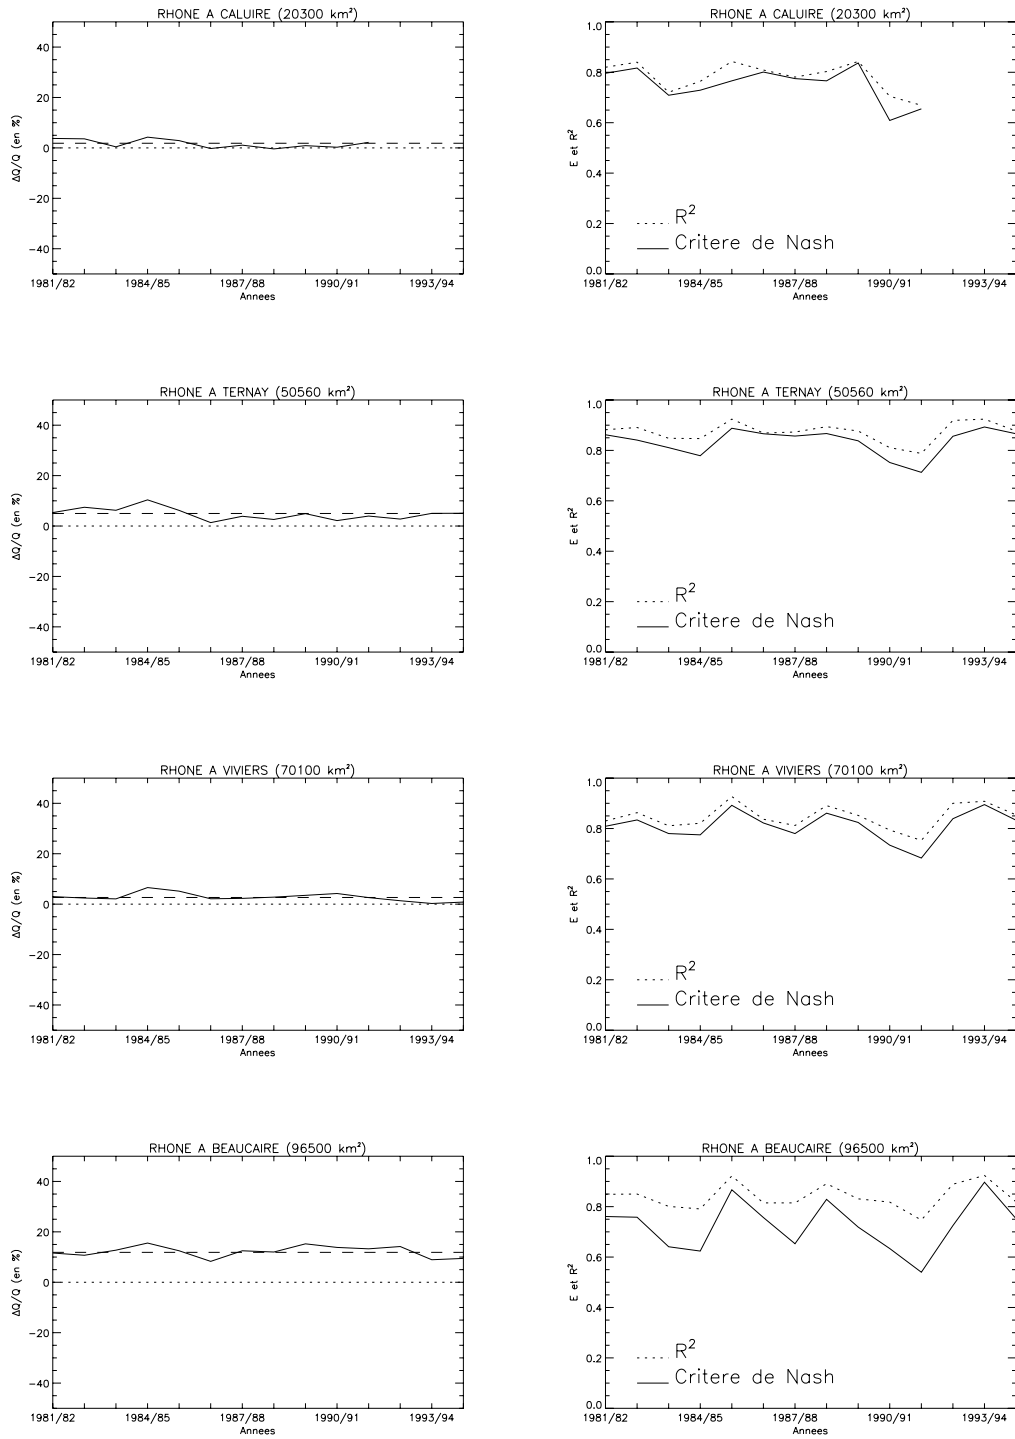 RHONE A CALUIRE (20300 km²)
ΔQ/Q (en %)
40
20
0
-20
-40
1981/82 1984/85 1987/88 1990/91 1993/94
Annees
RHONE A CALUIRE (20300 km²)
E et R²
1.0
0.8
0.6
0.4
0.2
0.0
R²
Critere de Nash
1981/82 1984/85 1987/88 1990/91 1993/94
Annees
RHONE A TERNAY (50560 km²)
ΔQ/Q (en %)
40
20
0
-20
-40
1981/82 1984/85 1987/88 1990/91 1993/94
Annees
RHONE A TERNAY (50560 km²)
E et R²
1.0
0.8
0.6
0.4
0.2
0.0
R²
Critere de Nash
1981/82 1984/85 1987/88 1990/91 1993/94
Annees
RHONE A VIVIERS (70100 km²)
ΔQ/Q (en %)
40
20
0
-20
-40
1981/82 1984/85 1987/88 1990/91 1993/94
Annees
RHONE A VIVIERS (70100 km²)
E et R²
1.0
0.8
0.6
0.4
0.2
0.0
R²
Critere de Nash
1981/82 1984/85 1987/88 1990/91 1993/94
Annees
RHONE A BEAUCAIRE (96500 km²)
ΔQ/Q (en %)
40
20
0
-20
-40
1981/82 1984/85 1987/88 1990/91 1993/94
Annees
RHONE A BEAUCAIRE (96500 km²)
E et R²
1.0
0.8
0.6
0.4
0.2
0.0
R²
Critere de Nash
1981/82 1984/85 1987/88 1990/91 1993/94
Annees